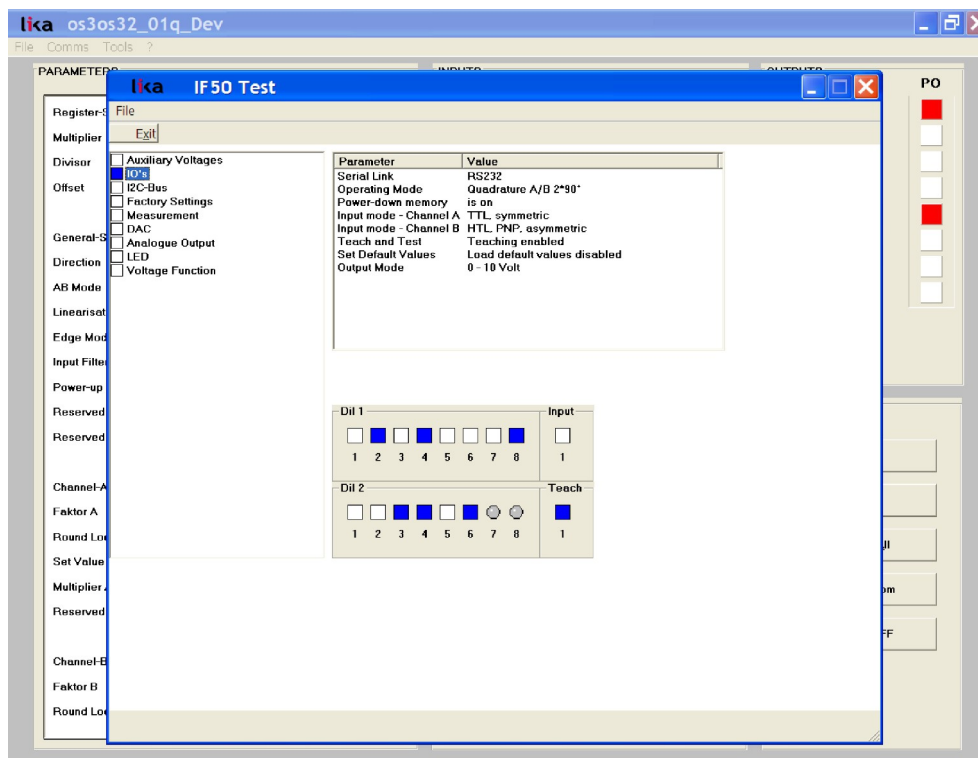 lika os3os32_01q_Dev
File Comms Tools ?
lika IF50 Test
PO
File
Exit
Register-S
Multiplier
Divisor
Offset
General-S
Direction
AB Mode
Linearisat
Edge Mod
Input Filter
Power-up
Reserved
Reserved
Channel-A
Faktor A
Round Loo
Set Value
Multiplier
Reserved
Channel-B
Faktor B
Round Loo
Auxiliary Voltages
IO's
I2C-Bus
Factory Settings
Measurement
DAC
Analogue Output
LED
Voltage Function
Parameter Value
Serial Link RS232
Operating Mode Quadrature A/B 2*90°
Power-down memory is on
Input mode - Channel A TTL, symmetric
Input mode - Channel B HTL, PNP, asymmetric
Teach and Test Teaching enabled
Set Default Values Load default values disabled
Output Mode 0 - 10 Volt
Dil 1 Input
1 2 3 4 5 6 7 8 1
Dil 2 Teach
1 2 3 4 5 6 7 8 1